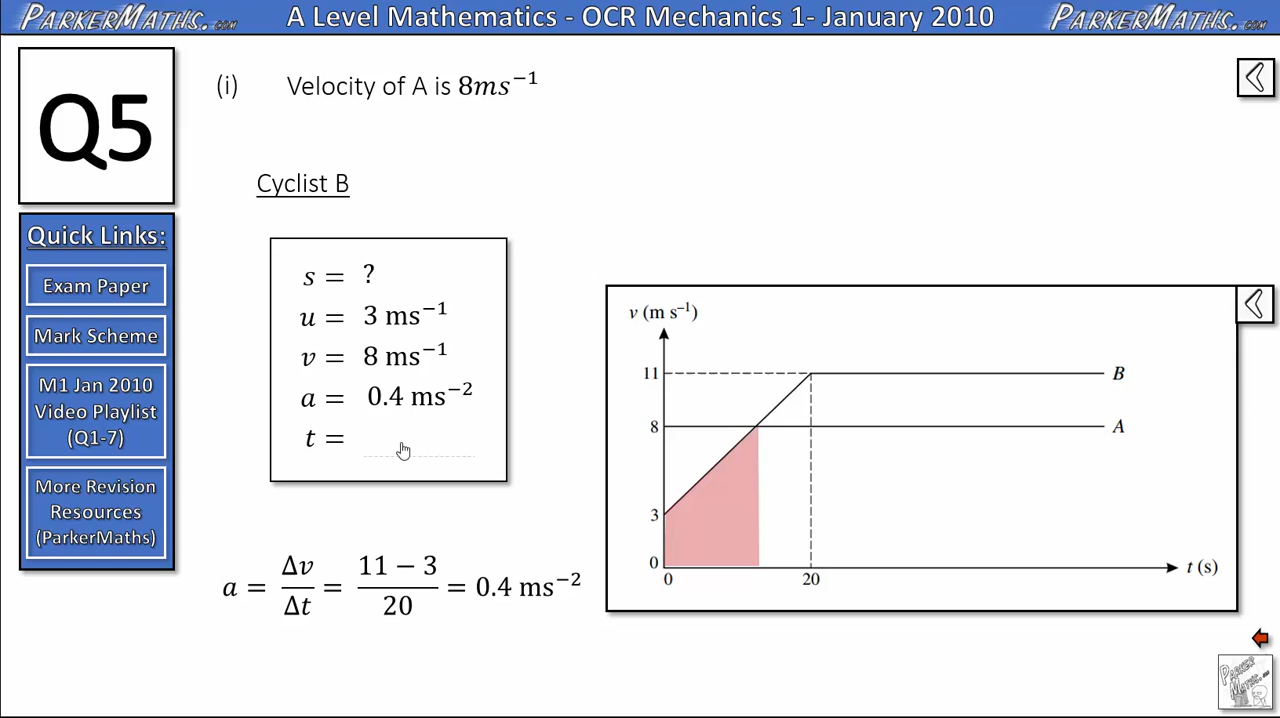 PARKERMATHS.COM A Level Mathematics - OCR Mechanics 1- January 2010 PARKERMATHS.COM
Q5
Quick Links:
Exam Paper
Mark Scheme
M1 Jan 2010
Video Playlist
(Q1-7)
More Revision
Resources
(ParkerMaths)
(i) Velocity of A is 8ms⁻¹
Cyclist B
s = ?
u = 3 ms⁻¹
v = 8 ms⁻¹
a = 0.4 ms⁻²
t =
a = Δv/Δt = (11 − 3)/20 = 0.4 ms⁻²
v (m s⁻¹)
11 B
8 A
3
0
0 20 t (s)
PARKER
MATHS.COM